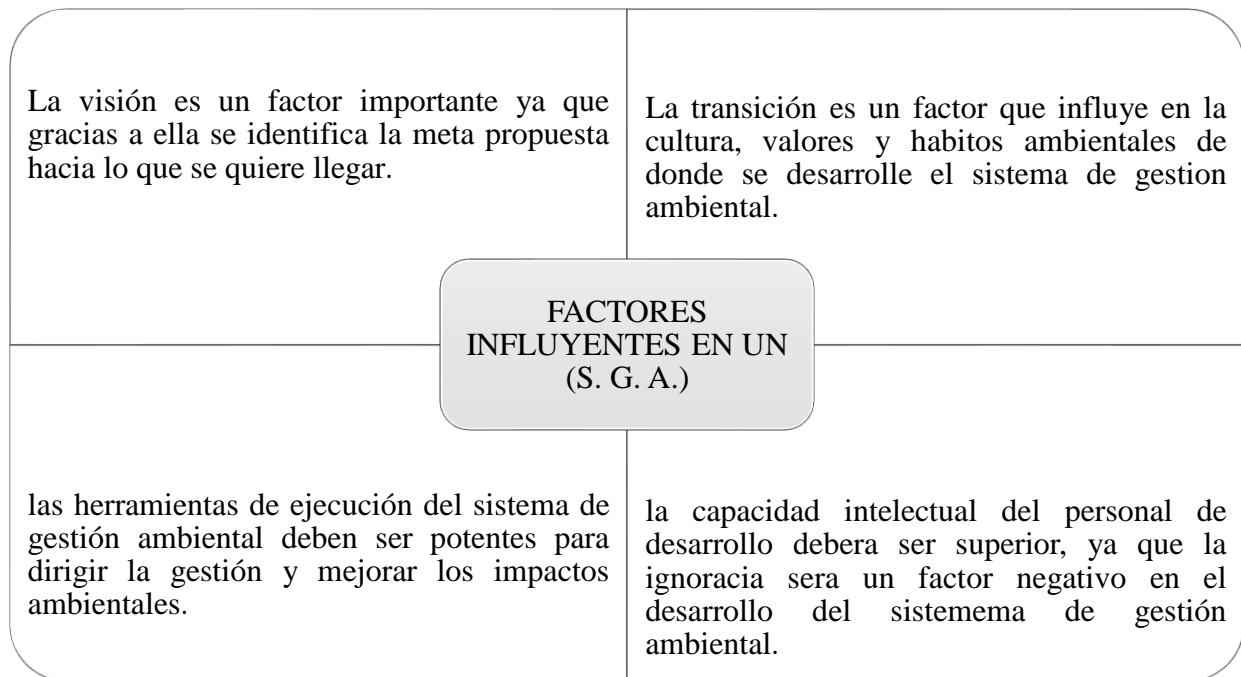 La visión es un factor importante ya que
gracias a ella se identifica la meta propuesta
hacia lo que se quiere llegar.
La transición es un factor que influye en la
cultura, valores y habitos ambientales de
donde se desarrolle el sistema de gestion
ambiental.
FACTORES
INFLUYENTES EN UN
(S. G. A.)
las herramientas de ejecución del sistema de
gestión ambiental deben ser potentes para
dirigir la gestión y mejorar los impactos
ambientales.
la capacidad intelectual del personal de
desarrollo debera ser superior, ya que la
ignoracia sera un factor negativo en el
desarrollo del sistemema de gestión
ambiental.